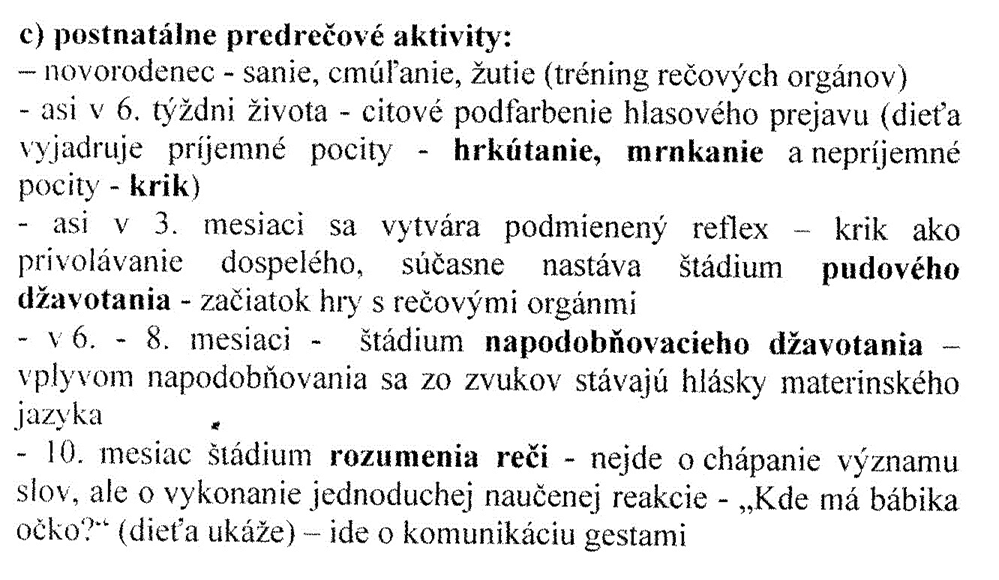 c) postnatálne predrečové aktivity:
– novorodenec - sanie, cmúľanie, žutie (tréning rečových orgánov)
- asi v 6. týždni života - citové podfarbenie hlasového prejavu (dieťa
vyjadruje príjemné pocity - hrkútanie, mrnkanie a nepríjemné
pocity - krik)
- asi v 3. mesiaci sa vytvára podmienený reflex – krik ako
privolávanie dospelého, súčasne nastáva štádium pudového
džavotania - začiatok hry s rečovými orgánmi
- v 6. - 8. mesiaci - štádium napodobňovacieho džavotania –
vplyvom napodobňovania sa zo zvukov stávajú hlásky materinského
jazyka
- 10. mesiac štádium rozumenia reči - nejde o chápanie významu
slov, ale o vykonanie jednoduchej naučenej reakcie - „Kde má bábika
očko?“ (dieťa ukáže) – ide o komunikáciu gestami